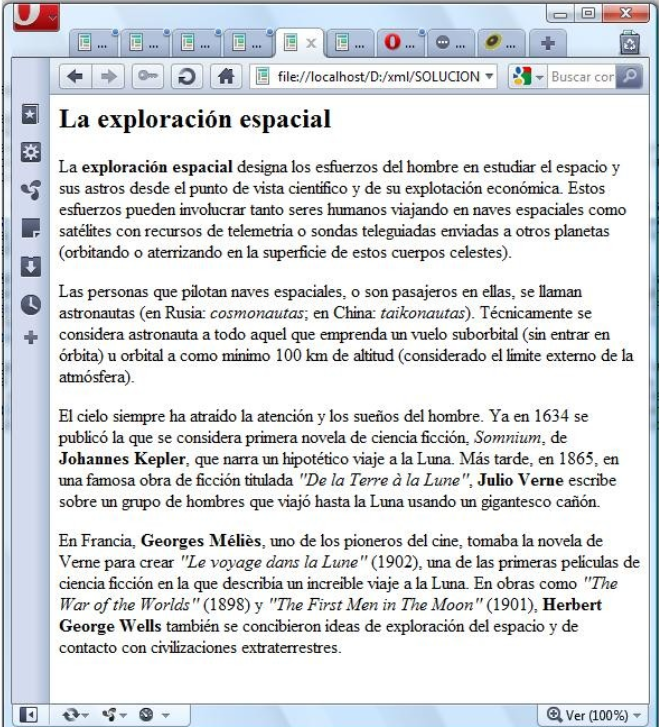 ...
...
...
...
...
...
...
file://localhost/D:/xml/SOLUCION
Buscar cor
La exploración espacial
La exploración espacial designa los esfuerzos del hombre en estudiar el espacio y
sus astros desde el punto de vista científico y de su explotación económica. Estos
esfuerzos pueden involucrar tanto seres humanos viajando en naves espaciales como
satélites con recursos de telemetría o sondas teleguiadas enviadas a otros planetas
(orbitando o aterrizando en la superficie de estos cuerpos celestes).
Las personas que pilotan naves espaciales, o son pasajeros en ellas, se llaman
astronautas (en Rusia: cosmonautas; en China: taikonautas). Técnicamente se
considera astronauta a todo aquel que emprenda un vuelo suborbital (sin entrar en
órbita) u orbital a como mínimo 100 km de altitud (considerado el límite externo de la
atmósfera).
El cielo siempre ha atraído la atención y los sueños del hombre. Ya en 1634 se
publicó la que se considera primera novela de ciencia ficción, Somnium, de
Johannes Kepler, que narra un hipotético viaje a la Luna. Más tarde, en 1865, en
una famosa obra de ficción titulada "De la Terre à la Lune", Julio Verne escribe
sobre un grupo de hombres que viajó hasta la Luna usando un gigantesco cañón.
En Francia, Georges Méliès, uno de los pioneros del cine, tomaba la novela de
Verne para crear "Le voyage dans la Lune" (1902), una de las primeras películas de
ciencia ficción en la que describía un increíble viaje a la Luna. En obras como "The
War of the Worlds" (1898) y "The First Men in The Moon" (1901), Herbert
George Wells también se concibieron ideas de exploración del espacio y de
contacto con civilizaciones extraterrestres.
Ver (100%)